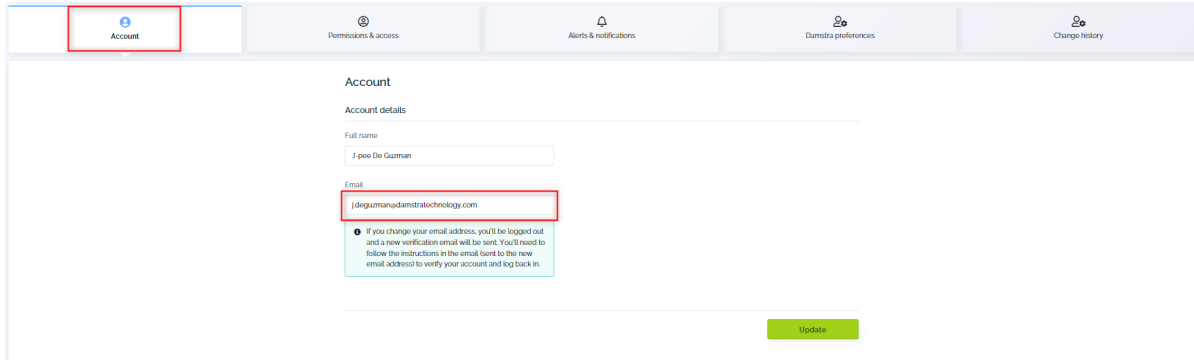 Account
Permissions & access
Alerts & notifications
Damstra preferences
Change history
Account
Account details
Full name
J-pee De Guzman
Email
j.deguzman@damstratechnology.com
If you change your email address, you'll be logged out
and a new verification email will be sent. You'll need to
follow the instructions in the email (sent to the new
email address) to verify your account and log back in.
Update